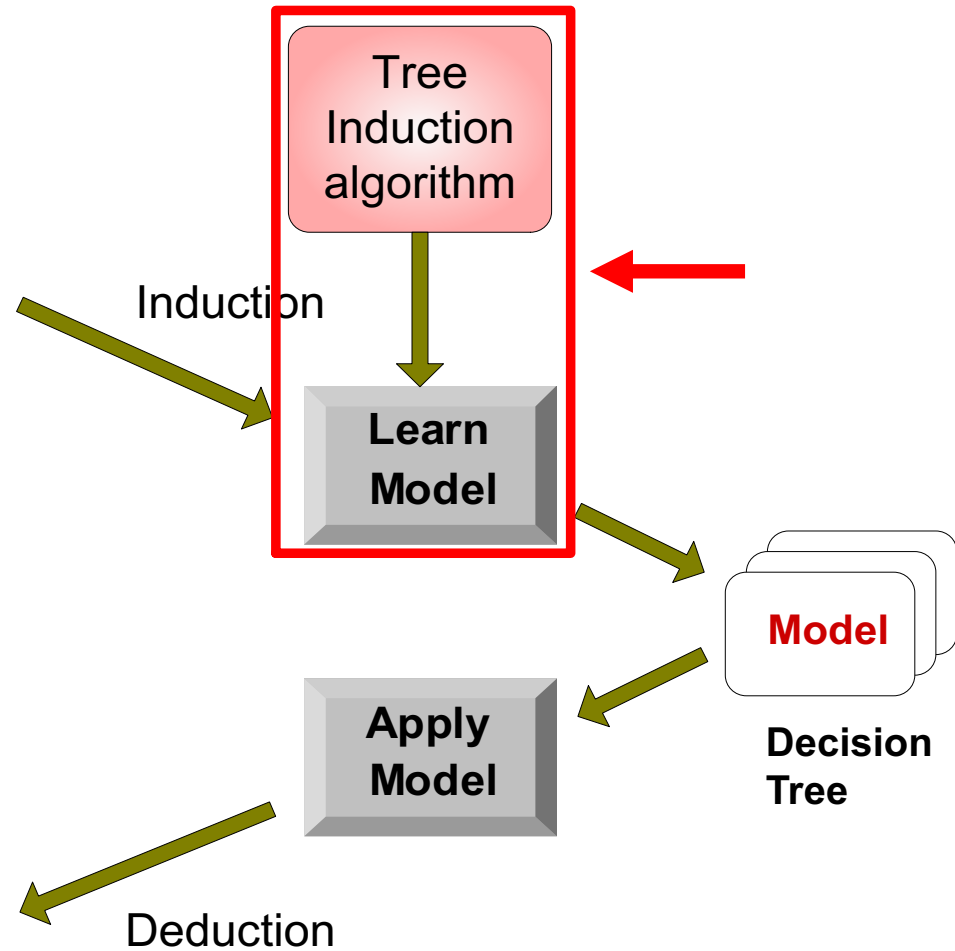 Tree
Induction
algorithm
Induction
Learn
Model
Model
Apply
Model
Decision
Tree
Deduction